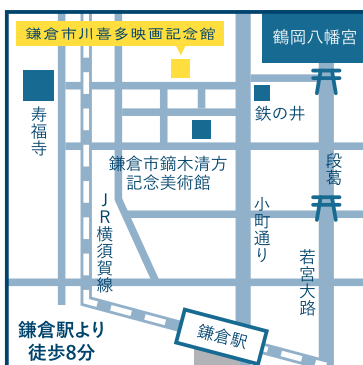 鎌倉市川喜多映画記念館
鶴岡八幡宮
寿福寺
鉄の井
鎌倉市鏑木清方
記念美術館
段葛
JR横須賀線
小町通り
若宮大路
鎌倉駅
鎌倉駅より
徒歩8分